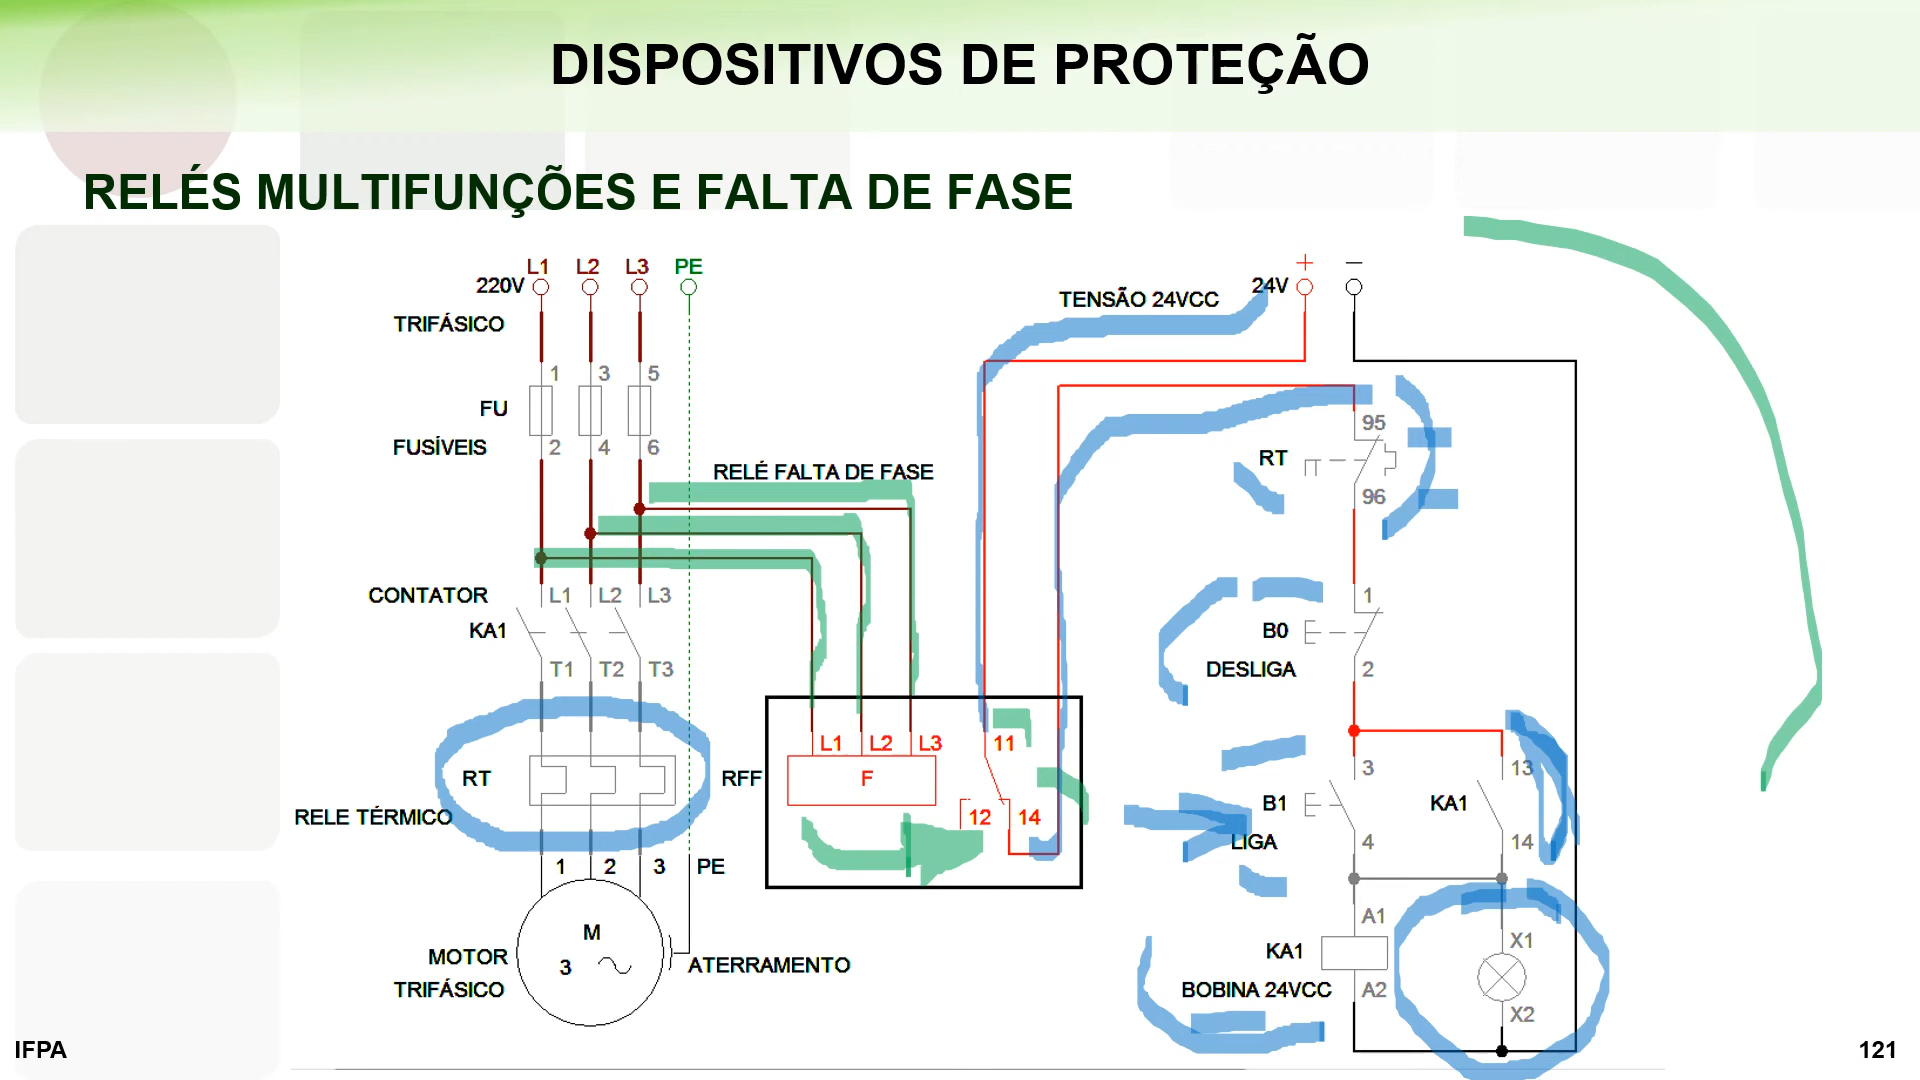 DISPOSITIVOS DE PROTEÇÃO
RELÉS MULTIFUNÇÕES E FALTA DE FASE
L1 L2 L3 PE
220V
TRIFÁSICO
1 3 5
FU
FUSÍVEIS
2 4 6
RELÉ FALTA DE FASE
CONTATOR
L1 L2 L3
KA1
T1 T2 T3
RT
RELE TÉRMICO
1 2 3 PE
M
3
MOTOR
TRIFÁSICO
ATERRAMENTO
RFF
L1 L2 L3
F
11
12 14
+ −
24V
TENSÃO 24VCC
95
RT
96
1
B0
DESLIGA
2
3
B1
LIGA
4
13
KA1
14
A1
KA1
BOBINA 24VCC
A2
X1
X2
IFPA
121